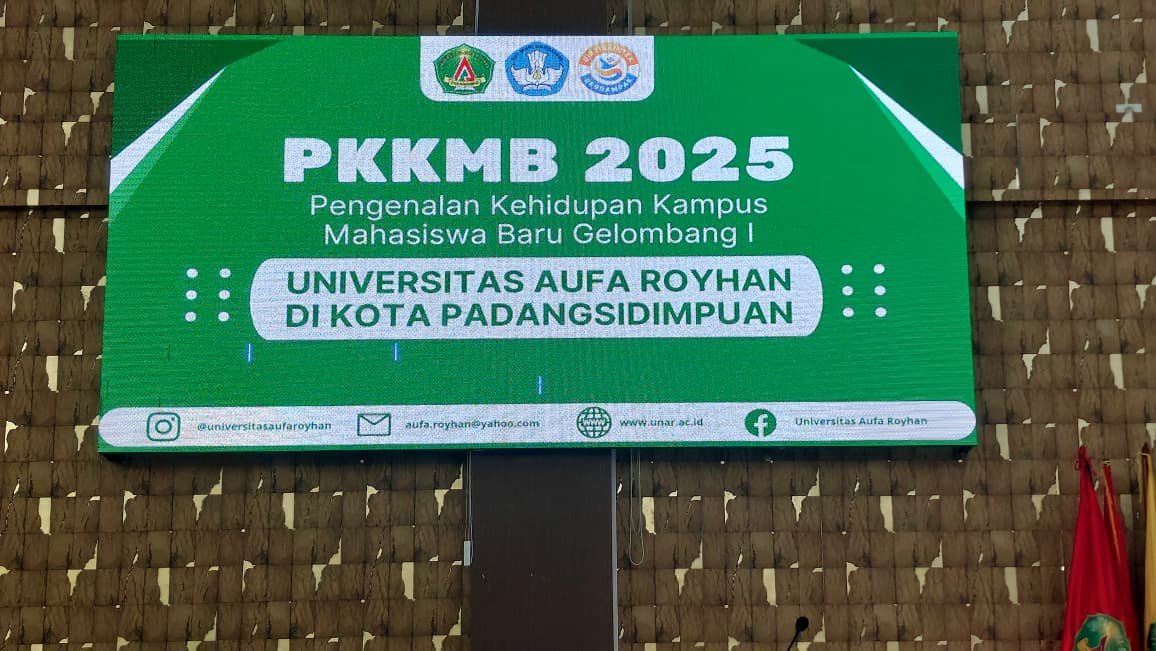 PKKMB 2025
Pengenalan Kehidupan Kampus
Mahasiswa Baru Gelombang I
UNIVERSITAS AUFA ROYHAN
DI KOTA PADANGSIDIMPUAN
@universitasaufaroyhan
aufa.royhan@yahoo.com
www.unar.ac.id
Universitas Aufa Royhan